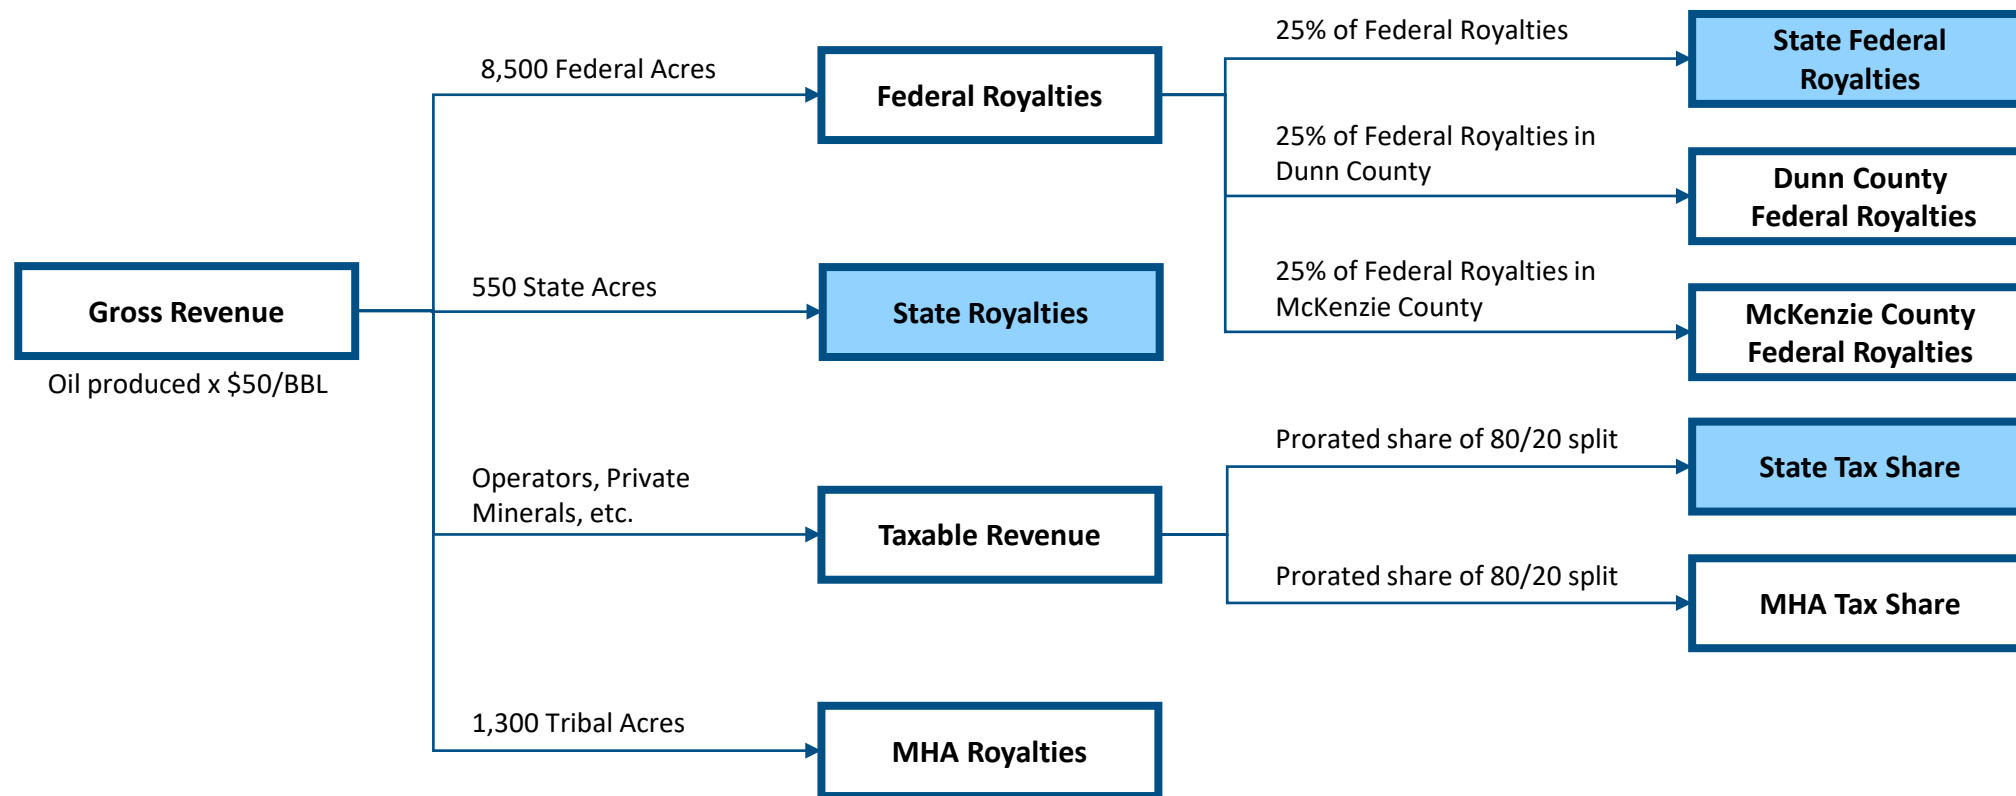 Gross Revenue
Oil produced x $50/BBL
8,500 Federal Acres
Federal Royalties
550 State Acres
State Royalties
Operators, Private
Minerals, etc.
Taxable Revenue
1,300 Tribal Acres
MHA Royalties
25% of Federal Royalties
State Federal
Royalties
25% of Federal Royalties in
Dunn County
Dunn County
Federal Royalties
25% of Federal Royalties in
McKenzie County
McKenzie County
Federal Royalties
Prorated share of 80/20 split
State Tax Share
Prorated share of 80/20 split
MHA Tax Share